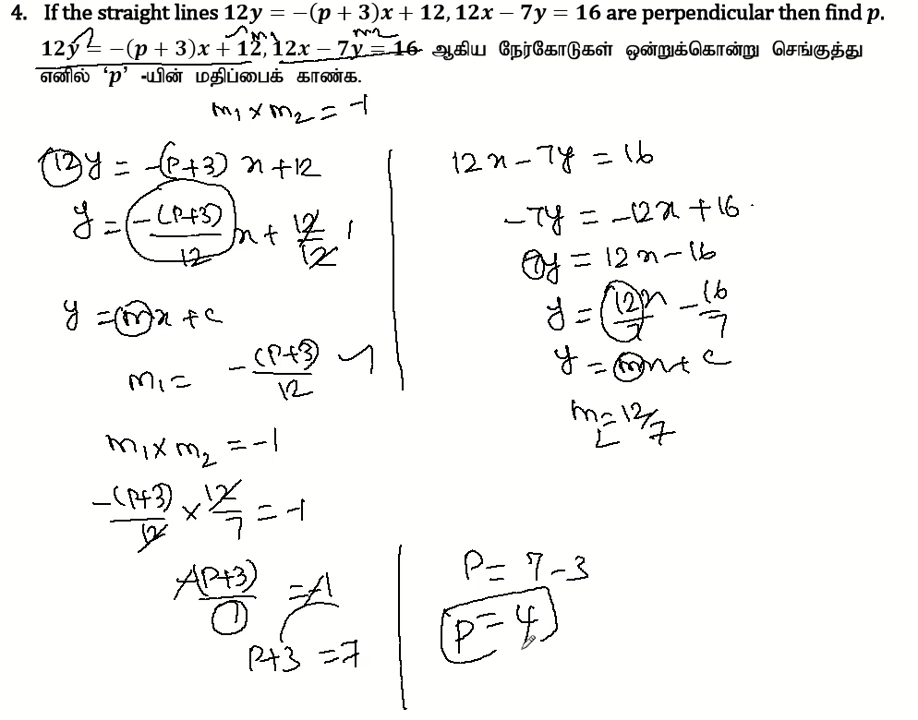 4. If the straight lines 12y = −(p + 3)x + 12, 12x − 7y = 16 are perpendicular then find p.
m₂
12y = −(p + 3)x + 12, 12x − 7y = 16 ஆகிய நேர்கோடுகள் ஒன்றுக்கொன்று செங்குத்து
எனில் 'p' -யின் மதிப்பைக் காண்க.
m₁ × m₂ = -1
12y = -(P+3) x + 12
y = -(P+3)/12 x + 12/12 1
y = mx + c
m₁ = -(P+3)/12
m₁ × m₂ = -1
-(P+3)/12 × 12/7 = -1
-(P+3)/7 = -1
P+3 = 7
12x - 7y = 16
-7y = -12x + 16.
7y = 12x - 16
y = 12x/7 - 16/7
y = mx + c
m₂ = 12/7
P = 7 - 3
P = 4